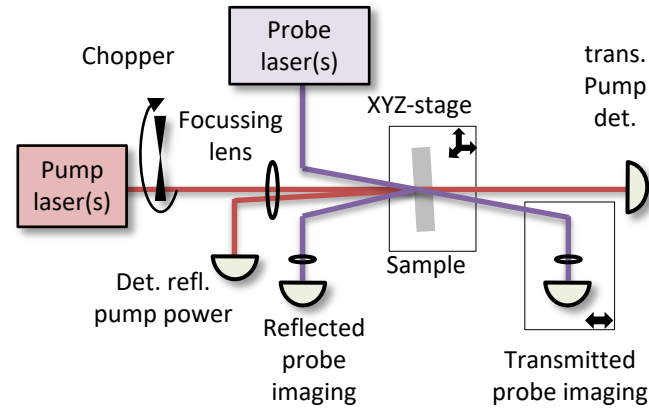 Probe
laser(s)
Chopper
trans.
Pump
det.
XYZ-stage
Focussing
lens
Pump
laser(s)
Sample
Det. refl.
pump power
Reflected
probe
imaging
Transmitted
probe imaging